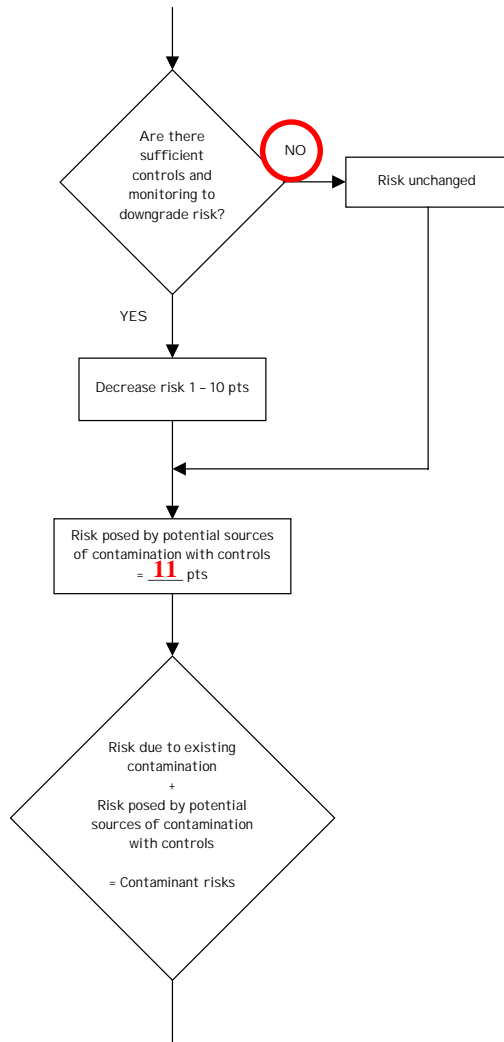 Are there
sufficient
controls and
monitoring to
downgrade risk?
NO
Risk unchanged
YES
Decrease risk 1 – 10 pts
Risk posed by potential sources
of contamination with controls
= 11 pts
Risk due to existing
contamination
+
Risk posed by potential
sources of contamination
with controls
= Contaminant risks